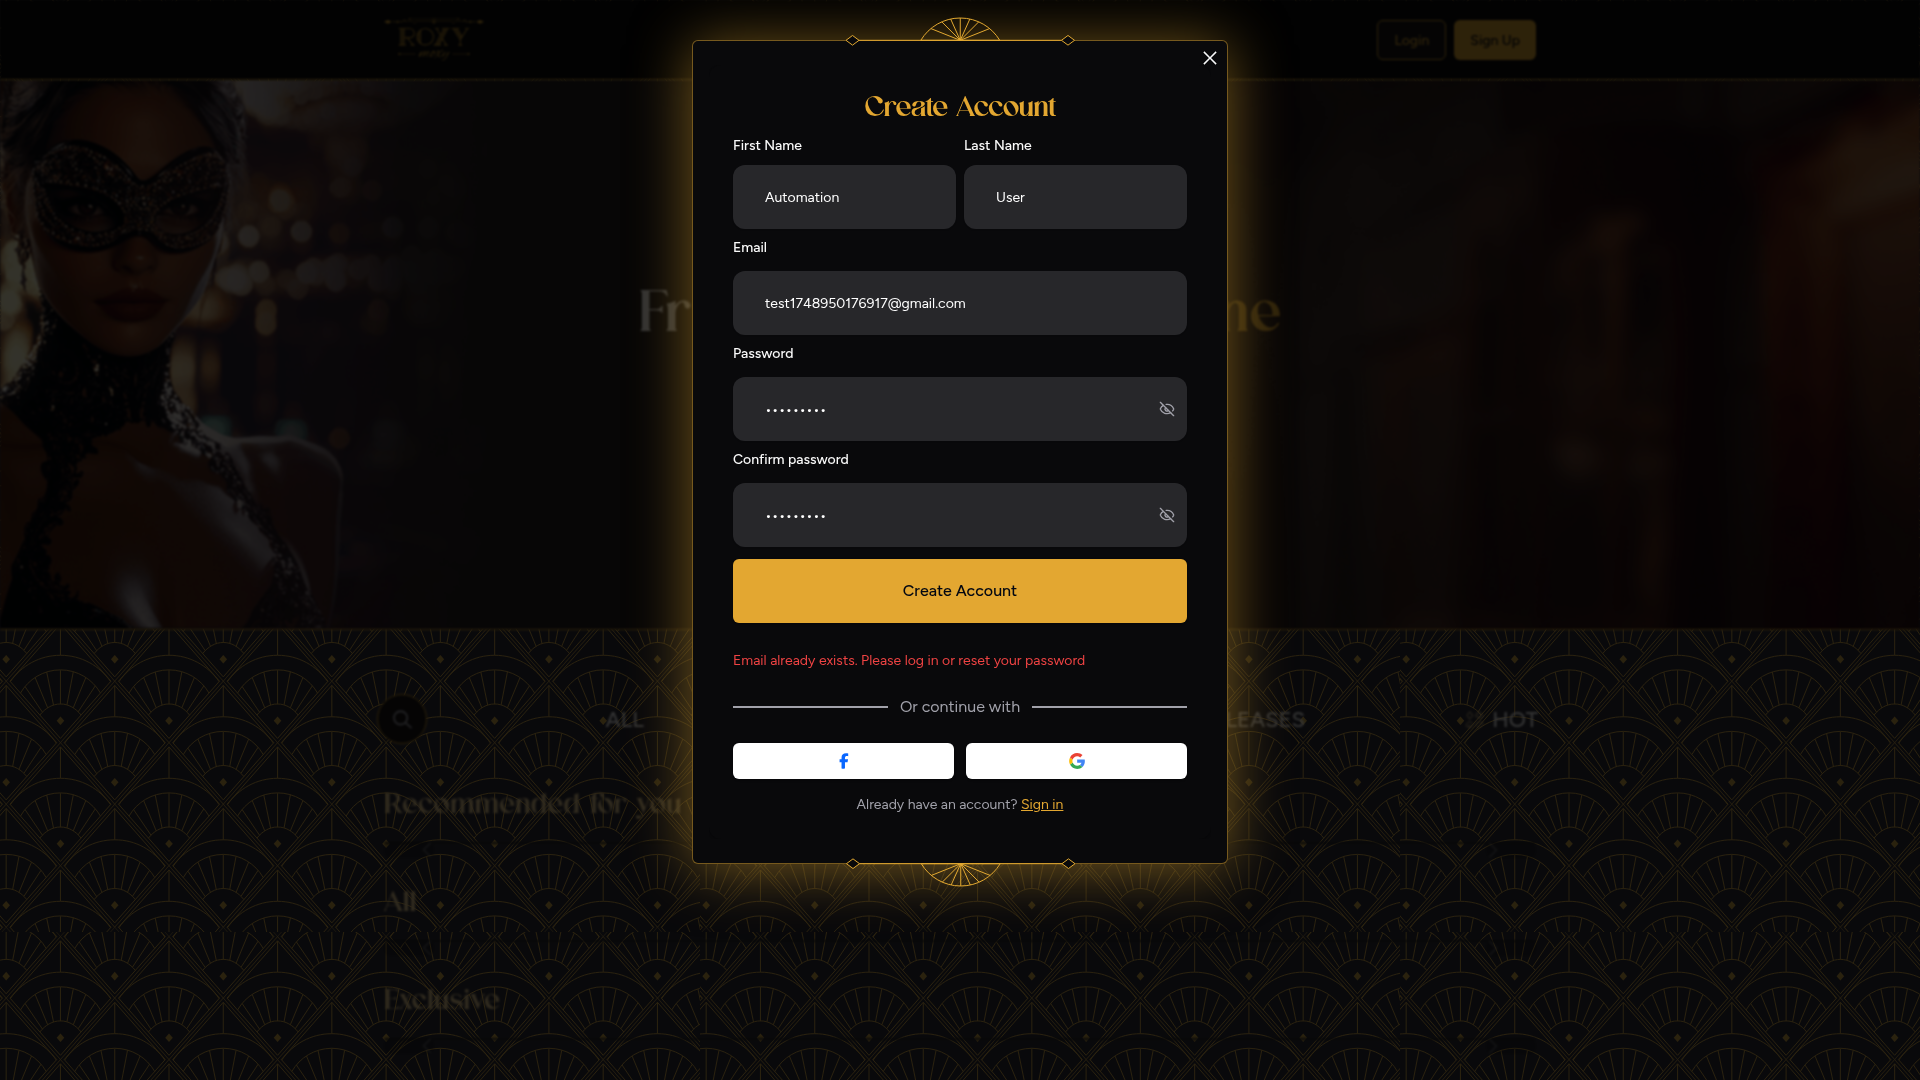 ROXY
Login
Sign Up
Create Account
First Name
Last Name
Automation
User
Email
test1748950176917@gmail.com
Password
•••••••••
Confirm password
•••••••••
Create Account
Email already exists. Please log in or reset your password
Or continue with
Already have an account? Sign in
Fr
ne
ALL
LEASES
HOT
Recommended for you
All
Exclusive